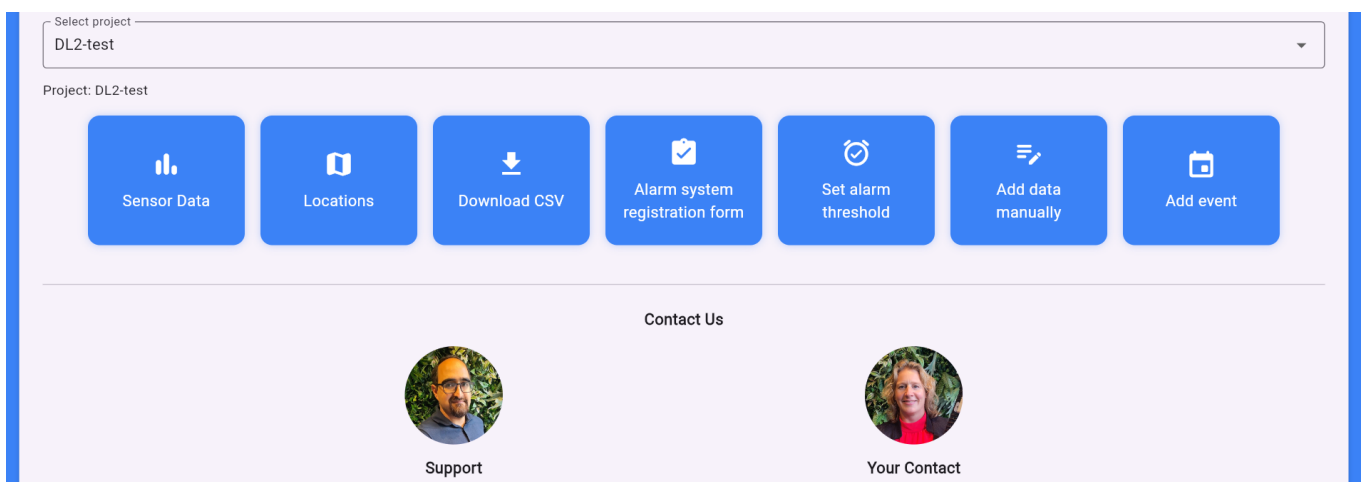 Select project
DL2-test
Project: DL2-test
Sensor Data
Locations
Download CSV
Alarm system
registration form
Set alarm
threshold
Add data
manually
Add event
Contact Us
Support
Your Contact